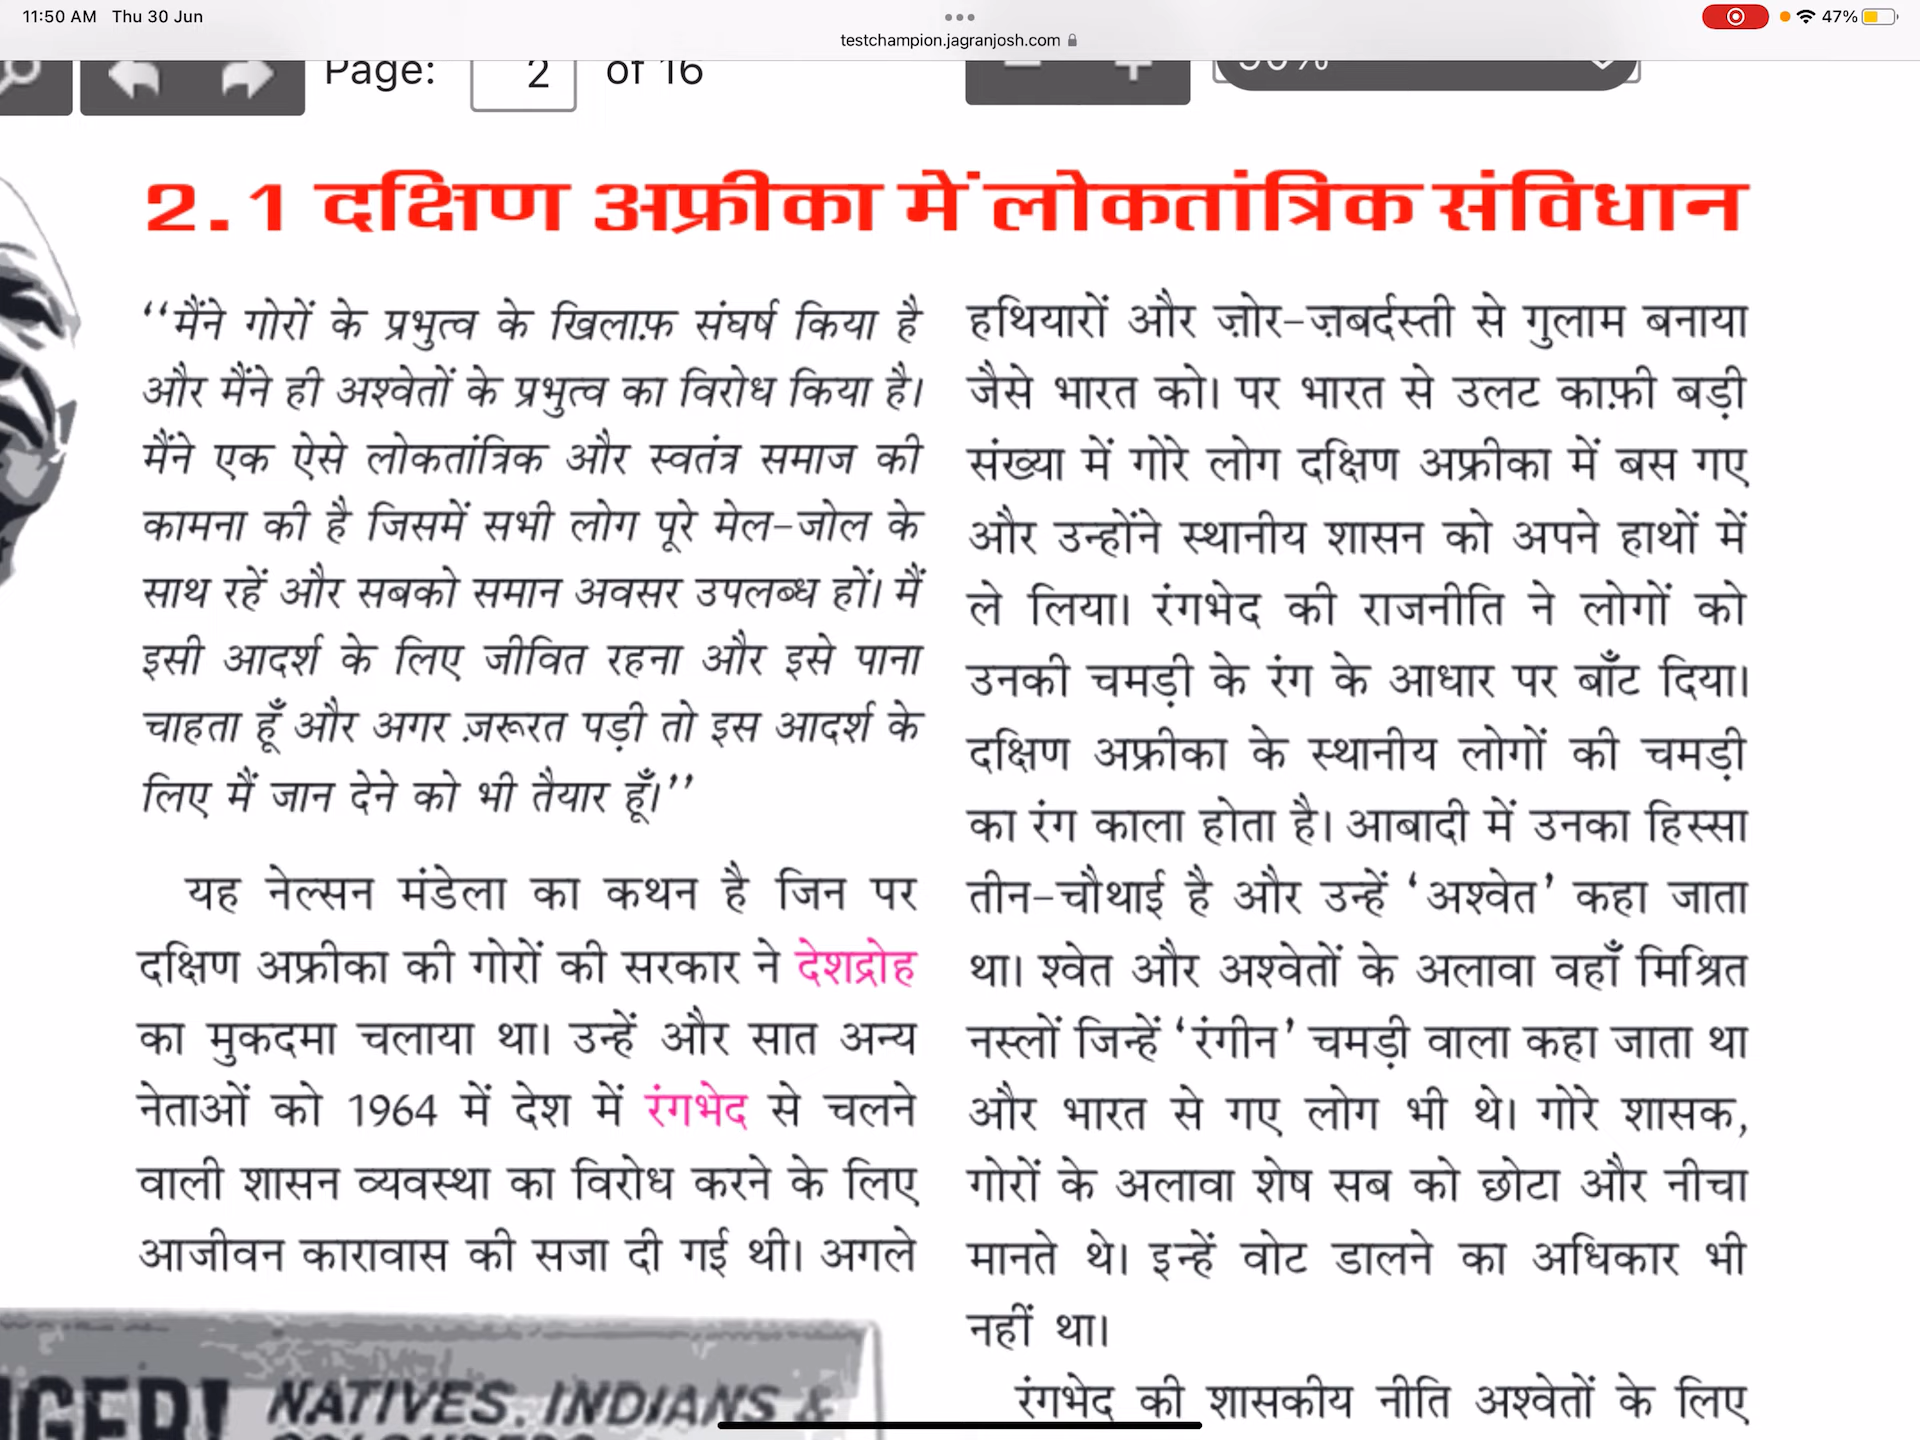 11:50 AM Thu 30 Jun
testchampion.jagranjosh.com
47%
Page: 2 of 16
2.1 दक्षिण अफ्रीका में लोकतांत्रिक संविधान
‘‘मैंने गोरों के प्रभुत्व के खिलाफ़ संघर्ष किया है
और मैंने ही अश्वेतों के प्रभुत्व का विरोध किया है।
मैंने एक ऐसे लोकतांत्रिक और स्वतंत्र समाज की
कामना की है जिसमें सभी लोग पूरे मेल-जोल के
साथ रहें और सबको समान अवसर उपलब्ध हों। मैं
इसी आदर्श के लिए जीवित रहना और इसे पाना
चाहता हूँ और अगर ज़रूरत पड़ी तो इस आदर्श के
लिए मैं जान देने को भी तैयार हूँ।’’
यह नेल्सन मंडेला का कथन है जिन पर
दक्षिण अफ्रीका की गोरों की सरकार ने देशद्रोह
का मुकदमा चलाया था। उन्हें और सात अन्य
नेताओं को 1964 में देश में रंगभेद से चलने
वाली शासन व्यवस्था का विरोध करने के लिए
आजीवन कारावास की सजा दी गई थी। अगले
हथियारों और ज़ोर-ज़बर्दस्ती से गुलाम बनाया
जैसे भारत को। पर भारत से उलट काफ़ी बड़ी
संख्या में गोरे लोग दक्षिण अफ्रीका में बस गए
और उन्होंने स्थानीय शासन को अपने हाथों में
ले लिया। रंगभेद की राजनीति ने लोगों को
उनकी चमड़ी के रंग के आधार पर बाँट दिया।
दक्षिण अफ्रीका के स्थानीय लोगों की चमड़ी
का रंग काला होता है। आबादी में उनका हिस्सा
तीन-चौथाई है और उन्हें ‘अश्वेत’ कहा जाता
था। श्वेत और अश्वेतों के अलावा वहाँ मिश्रित
नस्लों जिन्हें ‘रंगीन’ चमड़ी वाला कहा जाता था
और भारत से गए लोग भी थे। गोरे शासक,
गोरों के अलावा शेष सब को छोटा और नीचा
मानते थे। इन्हें वोट डालने का अधिकार भी
नहीं था।
रंगभेद की शासकीय नीति अश्वेतों के लिए
NATIVES, INDIANS &